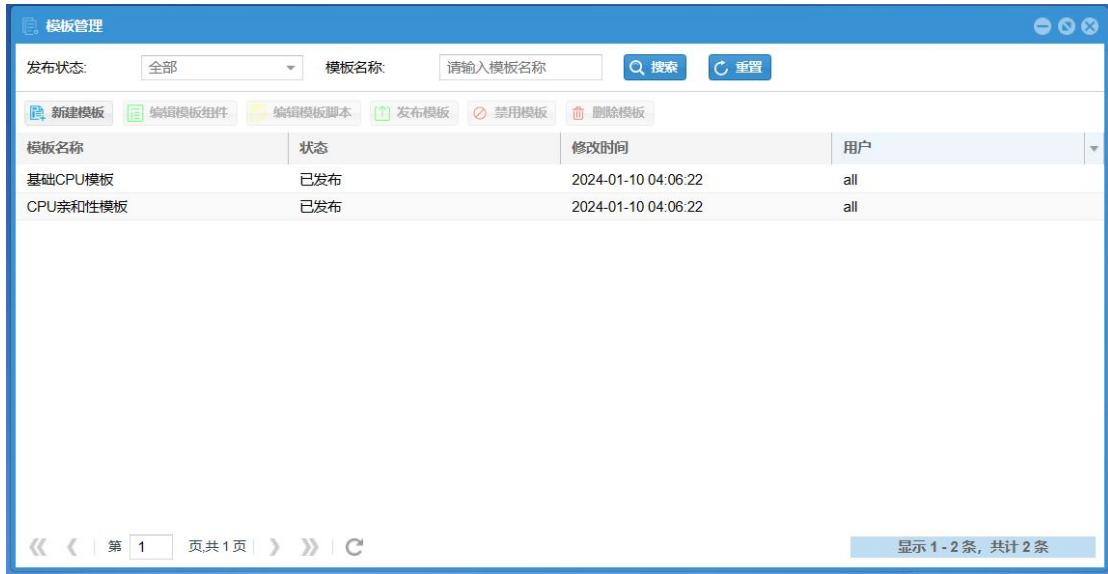 模板管理
发布状态: 全部 模板名称: 请输入模板名称 搜索 重置
新建模板 编辑模板组件 编辑模板脚本 发布模板 禁用模板 删除模板
模板名称 状态 修改时间 用户
基础CPU模板 已发布 2024-01-10 04:06:22 all
CPU亲和性模板 已发布 2024-01-10 04:06:22 all
第 1 页,共 1 页 显示 1 - 2 条，共计 2 条